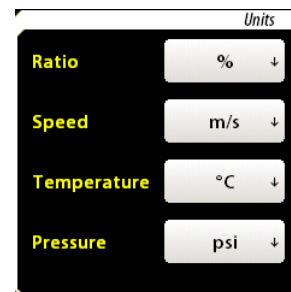 Units
Ratio % ↓
Speed m/s ↓
Temperature °C ↓
Pressure psi ↓